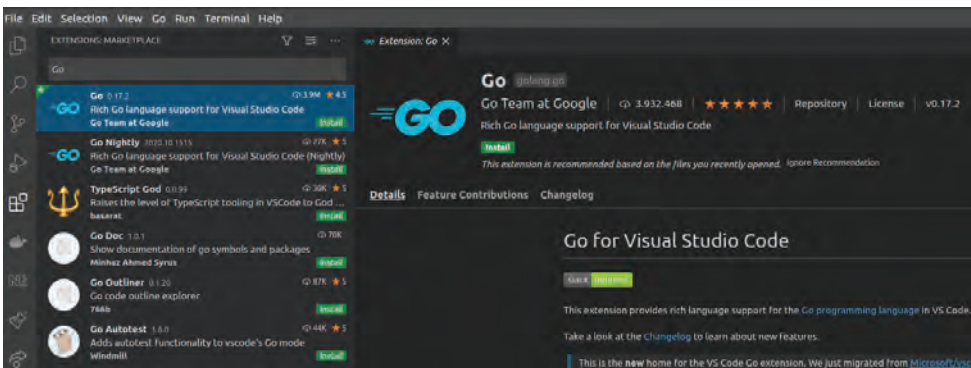 File Edit Selection View Go Run Terminal Help
EXTENSIONS: MARKETPLACE
Go
Go 0.17.2 3.9M 4.5
Rich Go language support for Visual Studio Code
Go Team at Google Install
Go Nightly 2020.10.1515 77K 5
Rich Go language support for Visual Studio Code (Nightly)
Go Team at Google Install
TypeScript God 0.0.99 5
Raises the level of TypeScript tooling in VSCode to God ...
basarat Install
Go Doc 1.0.1 70K
Show documentation of go symbols and packages
Minhaz Ahmed Syrus Install
Go Outliner 0.1.20 87K 5
Go code outline explorer
766b Install
Go Autotest 1.6.0 44K 5
Adds autotest functionality to vscode's Go mode
Windmill Install
Extension: Go
GO
Go golang.go
Go Team at Google 3.932.468 Repository License v0.17.2
Rich Go language support for Visual Studio Code
Install
This extension is recommended based on the files you recently opened. Ignore Recommendation
Details Feature Contributions Changelog
Go for Visual Studio Code
This extension provides rich language support for the Go programming language in VS Code.
Take a look at the Changelog to learn about new features.
This is the new home for the VS Code Go extension. We just migrated from